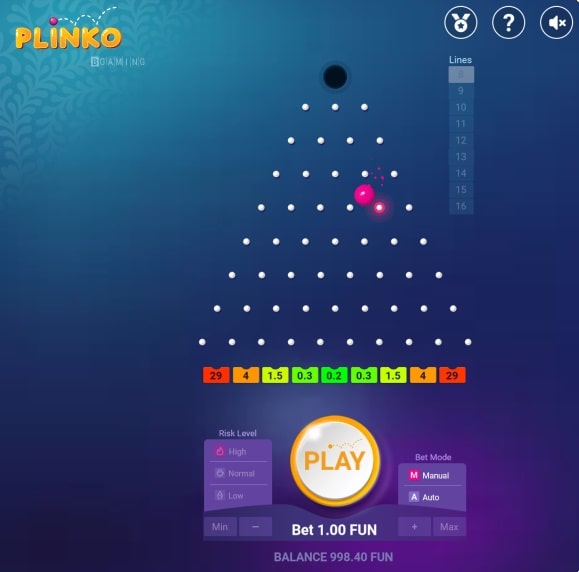 PLINKO
BGAMING
?
Lines
8
9
10
11
12
13
14
15
16
29 4 1.5 0.3 0.2 0.3 1.5 4 29
Risk Level
High
Normal
Low
PLAY
Bet Mode
M Manual
A Auto
Min − Bet 1.00 FUN + Max
BALANCE 998.40 FUN